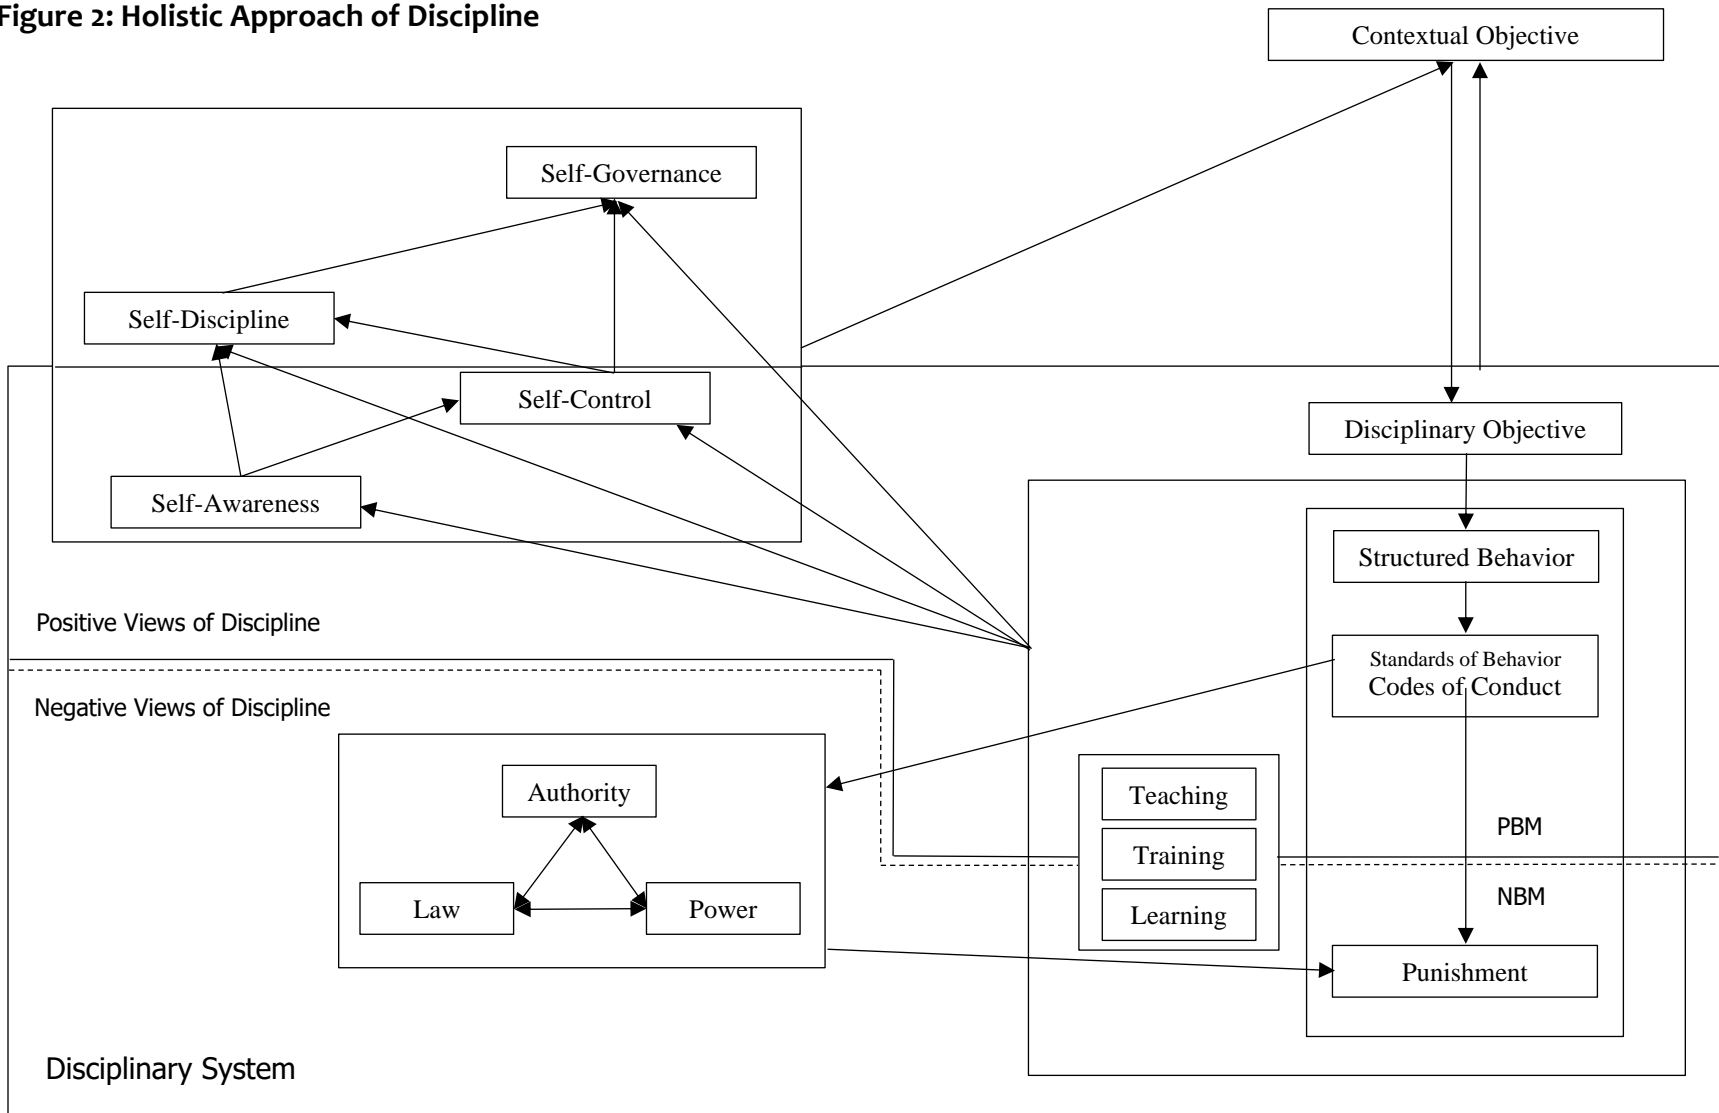 Figure 2: Holistic Approach of Discipline
Contextual Objective
Self-Governance
Self-Discipline
Self-Control
Disciplinary Objective
Self-Awareness
Structured Behavior
Positive Views of Discipline
Standards of Behavior
Codes of Conduct
Negative Views of Discipline
Authority
Teaching
PBM
Training
Law
Power
NBM
Learning
Punishment
Disciplinary System